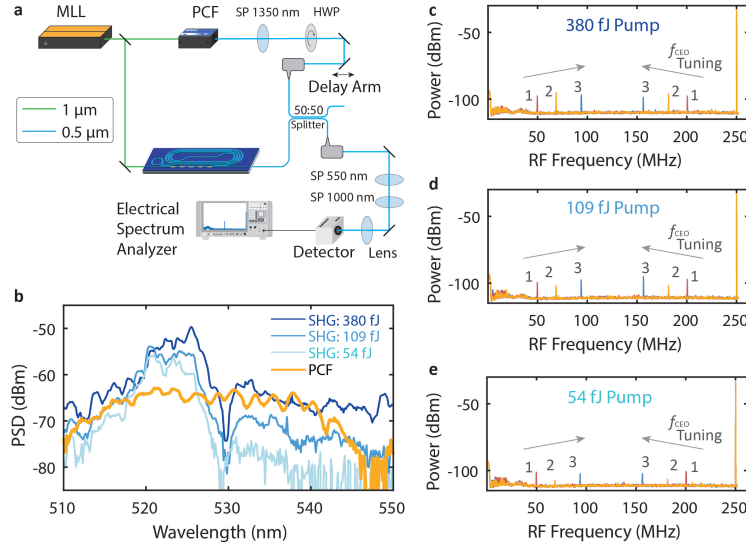 a
MLL
PCF
SP 1350 nm
HWP
Delay Arm
1 μm
0.5 μm
50:50
Splitter
SP 550 nm
SP 1000 nm
Electrical
Spectrum
Analyzer
Detector
Lens
b
SHG: 380 fJ
SHG: 109 fJ
SHG: 54 fJ
PCF
PSD (dBm)
-50
-60
-70
-80
510
520
530
540
550
Wavelength (nm)
c
380 fJ Pump
fCEO
Tuning
Power (dBm)
-50
-100
1
2
3
3
2
1
50
100
150
200
250
RF Frequency (MHz)
d
109 fJ Pump
fCEO
Tuning
Power (dBm)
-50
-100
1
2
3
3
2
1
50
100
150
200
250
RF Frequency (MHz)
e
54 fJ Pump
fCEO
Tuning
Power (dBm)
-50
-100
1
2
3
3
2
1
50
100
150
200
250
RF Frequency (MHz)